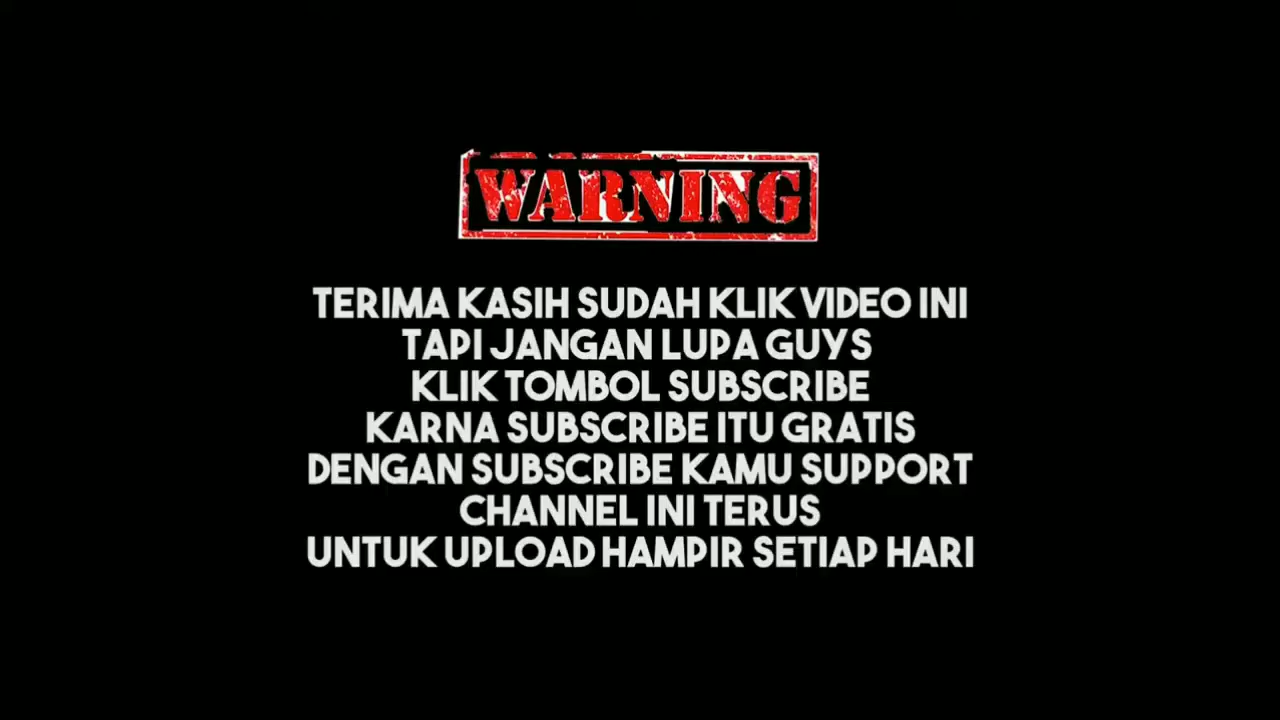 WARNING
TERIMA KASIH SUDAH KLIK VIDEO INI
TAPI JANGAN LUPA GUYS
KLIK TOMBOL SUBSCRIBE
KARNA SUBSCRIBE ITU GRATIS
DENGAN SUBSCRIBE KAMU SUPPORT
CHANNEL INI TERUS
UNTUK UPLOAD HAMPIR SETIAP HARI